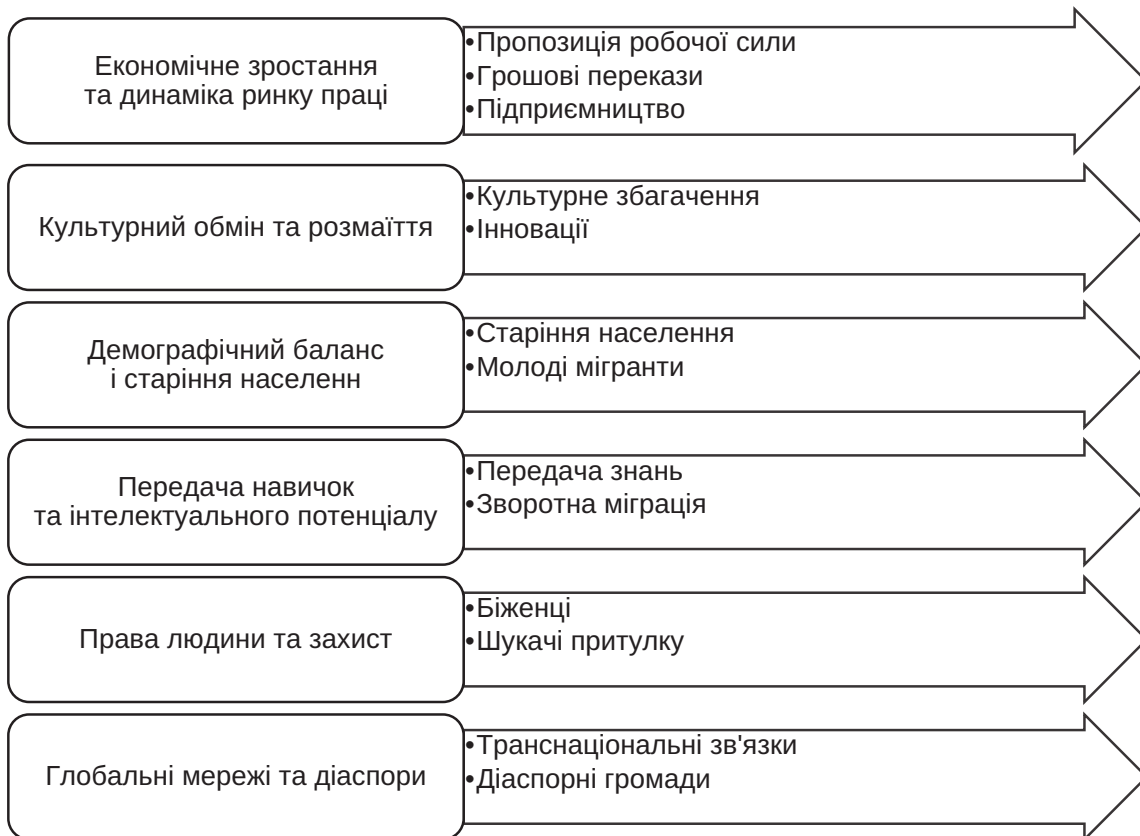 Економічне зростання
та динаміка ринку праці
•Пропозиція робочої сили
•Грошові перекази
•Підприємництво
Культурний обмін та розмаїття
•Культурне збагачення
•Інновації
Демографічний баланс
і старіння населенн
•Старіння населення
•Молоді мігранти
Передача навичок
та інтелектуального потенціалу
•Передача знань
•Зворотна міграція
Права людини та захист
•Біженці
•Шукачі притулку
Глобальні мережі та діаспори
•Транснаціональні зв'язки
•Діаспорні громади